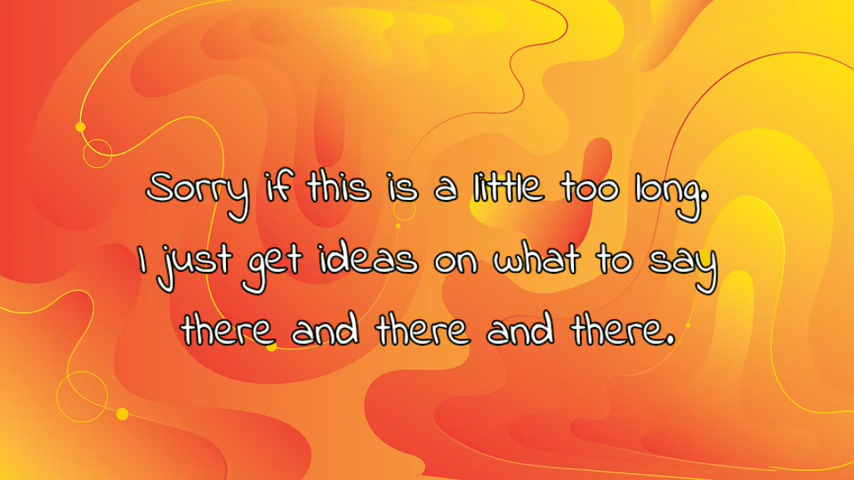 Sorry if this is a little too long.
I just get ideas on what to say
there and there and there.